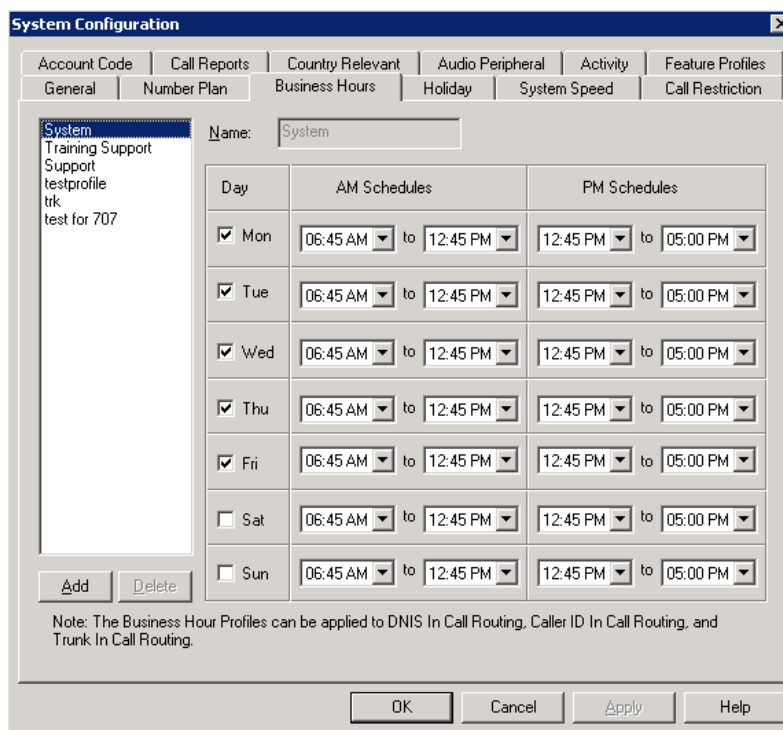 System Configuration
Account Code Call Reports Country Relevant Audio Peripheral Activity Feature Profiles
General Number Plan Business Hours Holiday System Speed Call Restriction
System
Training Support
Support
testprofile
trk
test for 707
Add Delete
Name: System
Day AM Schedules PM Schedules
Mon 06:45 AM to 12:45 PM 12:45 PM to 05:00 PM
Tue 06:45 AM to 12:45 PM 12:45 PM to 05:00 PM
Wed 06:45 AM to 12:45 PM 12:45 PM to 05:00 PM
Thu 06:45 AM to 12:45 PM 12:45 PM to 05:00 PM
Fri 06:45 AM to 12:45 PM 12:45 PM to 05:00 PM
Sat 06:45 AM to 12:45 PM 12:45 PM to 05:00 PM
Sun 06:45 AM to 12:45 PM 12:45 PM to 05:00 PM
Note: The Business Hour Profiles can be applied to DNIS In Call Routing, Caller ID In Call Routing, and
Trunk In Call Routing.
OK Cancel Apply Help